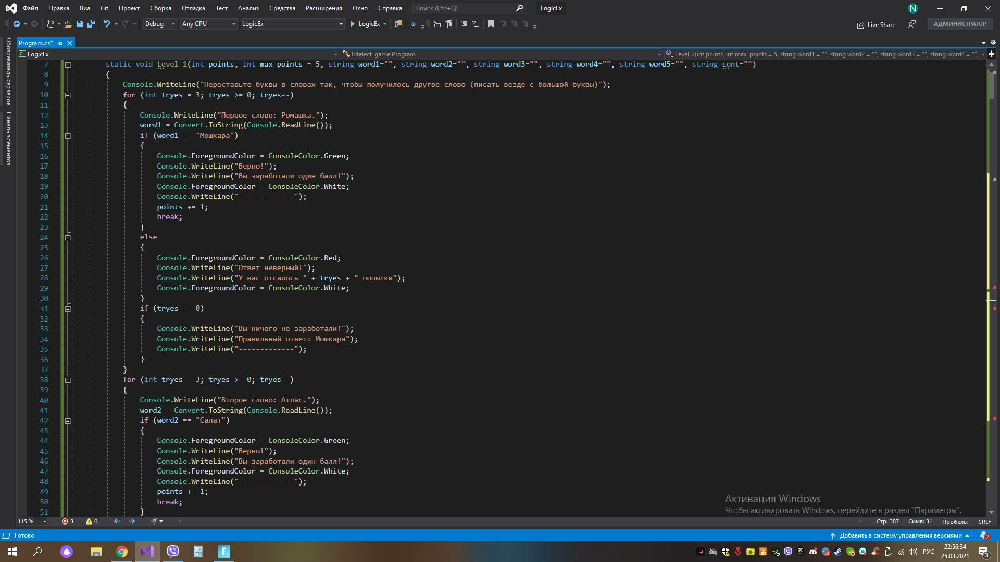 Файл Правка Вид Git Проект Сборка Отладка Тест Анализ Средства Расширения Окно Справка Поиск (Ctrl+Q) LogicEx N
Debug Any CPU LogicEx LogicEx Live Share АДМИНИСТРАТОР
Обозреватель серверов
Панель элементов
Program.cs*
C# LogicEx Intelect_game.Program Level_2(int points, int max_points = 5, string word1 = "", string word2 = "", string word3 = "", string word4 = "",
7 static void Level_1(int points, int max_points = 5, string word1="", string word2="", string word3="", string word4="", string word5="", string cont="")
8 {
9 Console.WriteLine("Переставьте буквы в словах так, чтобы получилось другое слово (писать везде с большой буквы)");
10 for (int tryes = 3; tryes >= 0; tryes--)
11 {
12 Console.WriteLine("Первое слово: Ромашка.");
13 word1 = Convert.ToString(Console.ReadLine());
14 if (word1 == "Мошкара")
15 {
16 Console.ForegroundColor = ConsoleColor.Green;
17 Console.WriteLine("Верно!");
18 Console.WriteLine("Вы заработали один балл!");
19 Console.ForegroundColor = ConsoleColor.White;
20 Console.WriteLine("-------------");
21 points += 1;
22 break;
23 }
24 else
25 {
26 Console.ForegroundColor = ConsoleColor.Red;
27 Console.WriteLine("Ответ неверный!");
28 Console.WriteLine("У вас отсалось " + tryes + " попытки");
29 Console.ForegroundColor = ConsoleColor.White;
30 }
31 if (tryes == 0)
32 {
33 Console.WriteLine("Вы ничего не заработали!");
34 Console.WriteLine("Правильный ответ: Мошкара");
35 Console.WriteLine("-------------");
36 }
37 }
38 for (int tryes = 3; tryes >= 0; tryes--)
39 {
40 Console.WriteLine("Второе слово: Атлас.");
41 word2 = Convert.ToString(Console.ReadLine());
42 if (word2 == "Салат")
43 {
44 Console.ForegroundColor = ConsoleColor.Green;
45 Console.WriteLine("Верно!");
46 Console.WriteLine("Вы заработали один балл!");
47 Console.ForegroundColor = ConsoleColor.White;
48 Console.WriteLine("-------------");
49 points += 1;
50 break;
51 }
Активация Windows
Чтобы активировать Windows, перейдите в раздел "Параметры".
115 % 3 0 Стр: 387 Симв: 31 Пробелы CRLF
Готово Добавить в систему управления версиями 2
РУС 22:56:34
25.03.2021 3